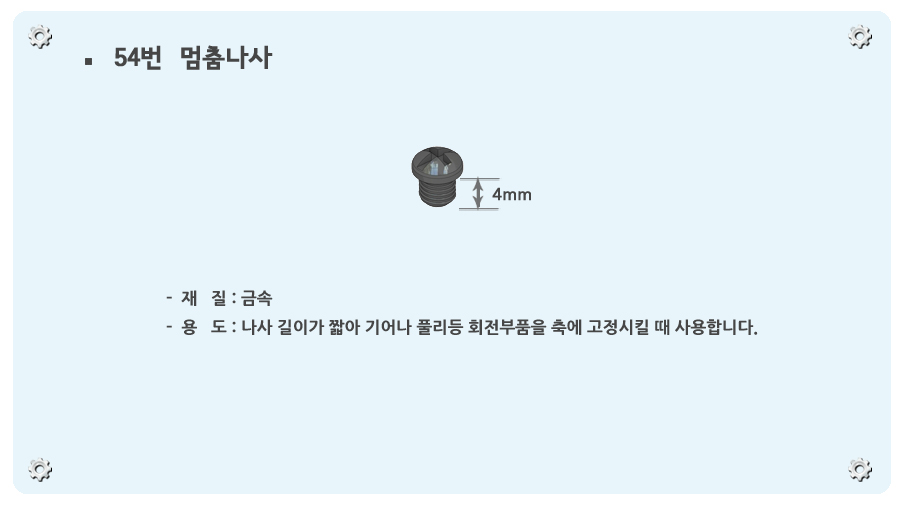 ▪ 54번 멈춤나사
4mm
- 재 질 : 금속
- 용 도 : 나사 길이가 짧아 기어나 풀리등 회전부품을 축에 고정시킬 때 사용합니다.